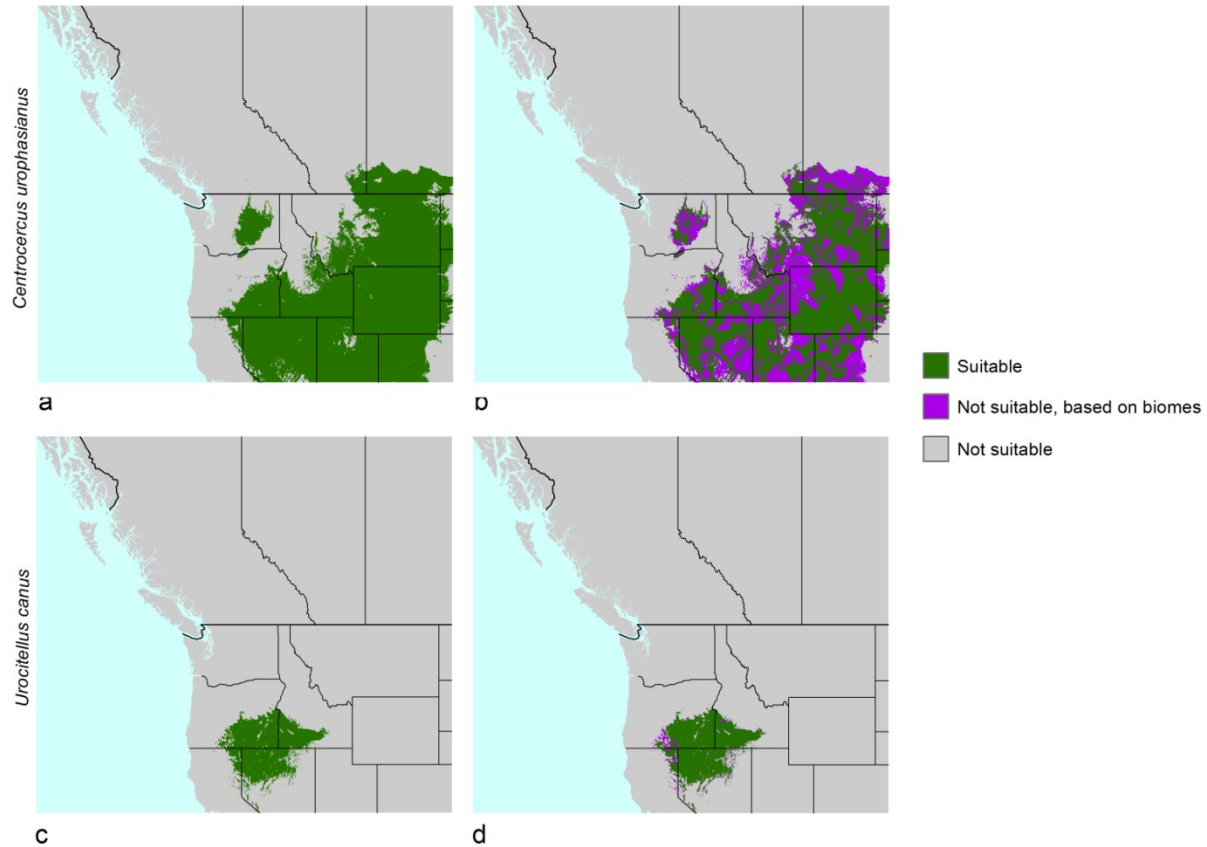 Centrocercus urophasianus
a
b
Suitable
Not suitable, based on biomes
Not suitable
Urocitellus canus
c
d